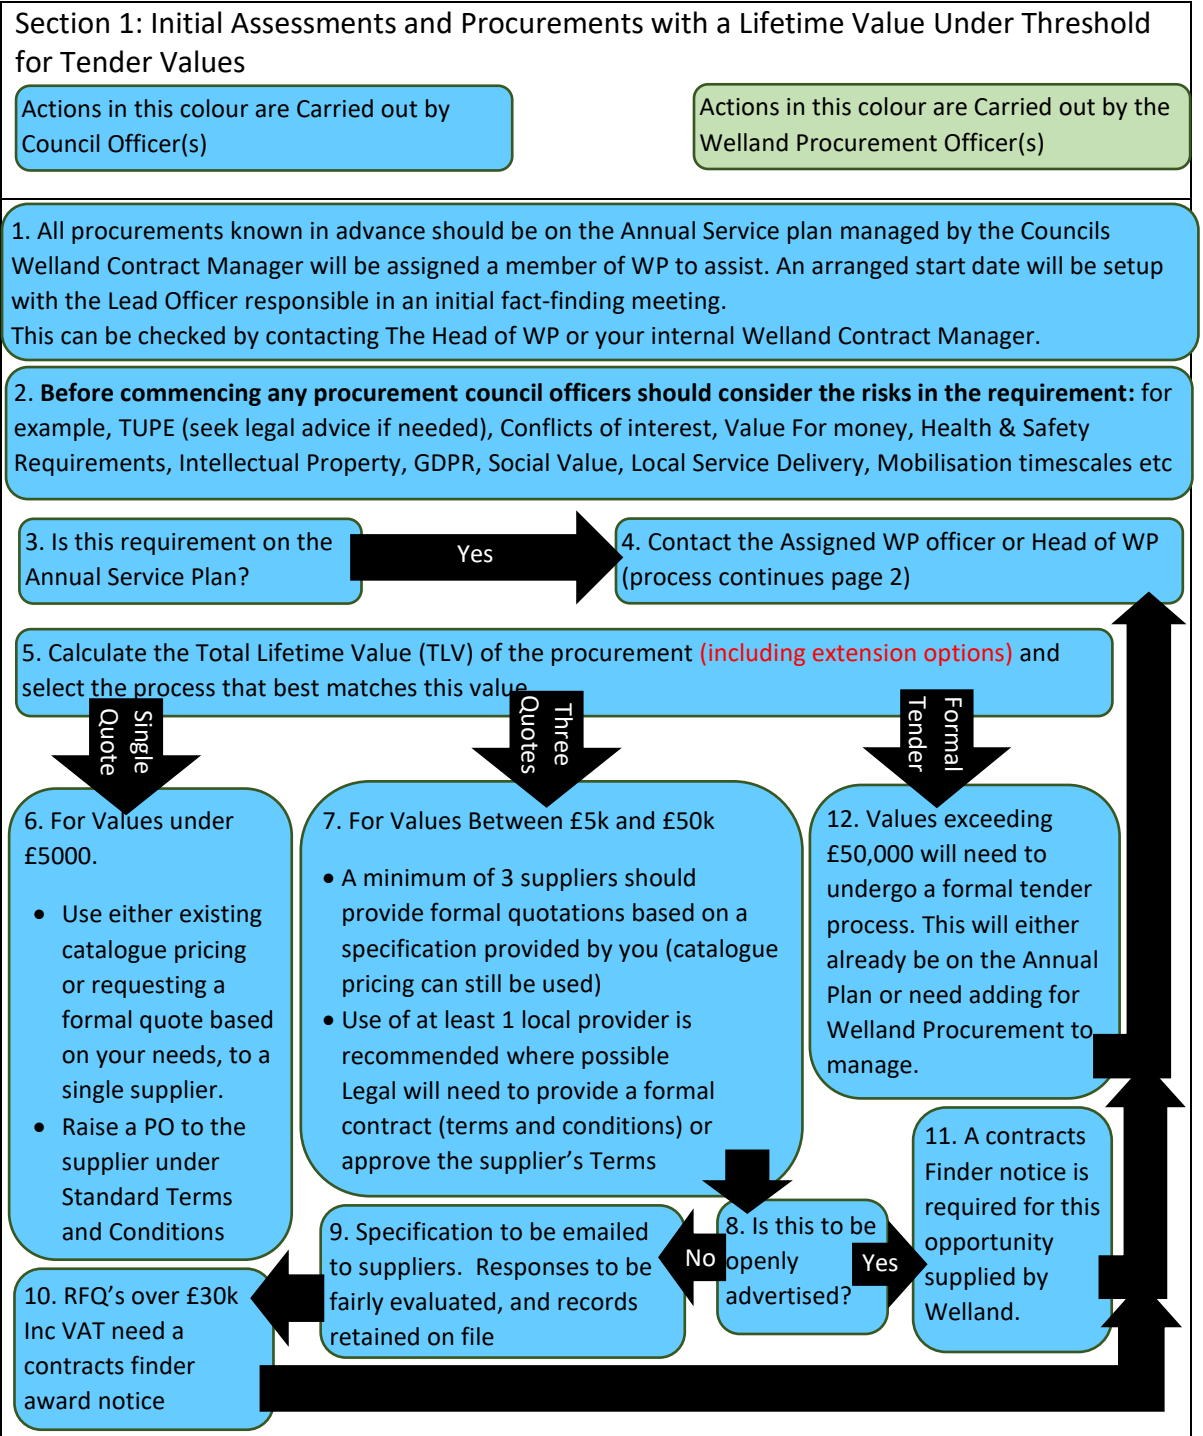 Section 1: Initial Assessments and Procurements with a Lifetime Value Under Threshold
for Tender Values
Actions in this colour are Carried out by
Council Officer(s)
Actions in this colour are Carried out by the
Welland Procurement Officer(s)
1. All procurements known in advance should be on the Annual Service plan managed by the Councils
Welland Contract Manager will be assigned a member of WP to assist. An arranged start date will be setup
with the Lead Officer responsible in an initial fact-finding meeting.
This can be checked by contacting The Head of WP or your internal Welland Contract Manager.
2. Before commencing any procurement council officers should consider the risks in the requirement: for
example, TUPE (seek legal advice if needed), Conflicts of interest, Value For money, Health & Safety
Requirements, Intellectual Property, GDPR, Social Value, Local Service Delivery, Mobilisation timescales etc
3. Is this requirement on the
Annual Service Plan?
Yes
4. Contact the Assigned WP officer or Head of WP
(process continues page 2)
5. Calculate the Total Lifetime Value (TLV) of the procurement (including extension options) and
select the process that best matches this value
Single
Quote
Three
Quotes
Formal
Tender
6. For Values under
£5000.
• Use either existing
catalogue pricing
or requesting a
formal quote based
on your needs, to a
single supplier.
• Raise a PO to the
supplier under
Standard Terms
and Conditions
7. For Values Between £5k and £50k
• A minimum of 3 suppliers should
provide formal quotations based on a
specification provided by you (catalogue
pricing can still be used)
• Use of at least 1 local provider is
recommended where possible
Legal will need to provide a formal
contract (terms and conditions) or
approve the supplier's Terms
12. Values exceeding
£50,000 will need to
undergo a formal tender
process. This will either
already be on the Annual
Plan or need adding for
Welland Procurement to
manage.
8. Is this to be
openly
advertised?
No
Yes
9. Specification to be emailed
to suppliers.  Responses to be
fairly evaluated, and records
retained on file
10. RFQ's over £30k
Inc VAT need a
contracts finder
award notice
11. A contracts
Finder notice is
required for this
opportunity
supplied by
Welland.